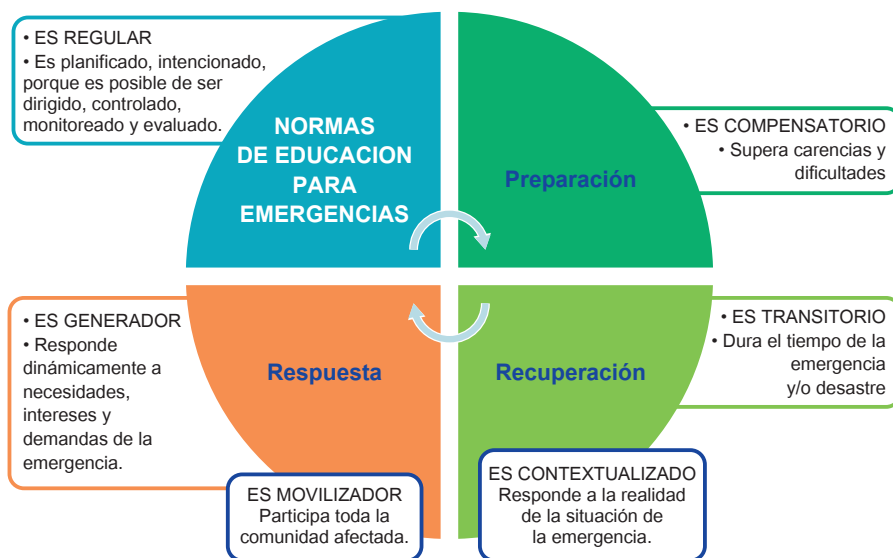 • ES REGULAR
• Es planificado, intencionado,
porque es posible de ser
dirigido, controlado,
monitoreado y evaluado.
NORMAS
DE EDUCACION
PARA
EMERGENCIAS
Preparación
• ES COMPENSATORIO
• Supera carencias y
dificultades
• ES GENERADOR
• Responde
dinámicamente a
necesidades,
intereses y
demandas de la
emergencia.
Respuesta
Recuperación
• ES TRANSITORIO
• Dura el tiempo de la
emergencia
y/o desastre
ES MOVILIZADOR
Participa toda la
comunidad afectada.
ES CONTEXTUALIZADO
Responde a la realidad
de la situación de
la emergencia.